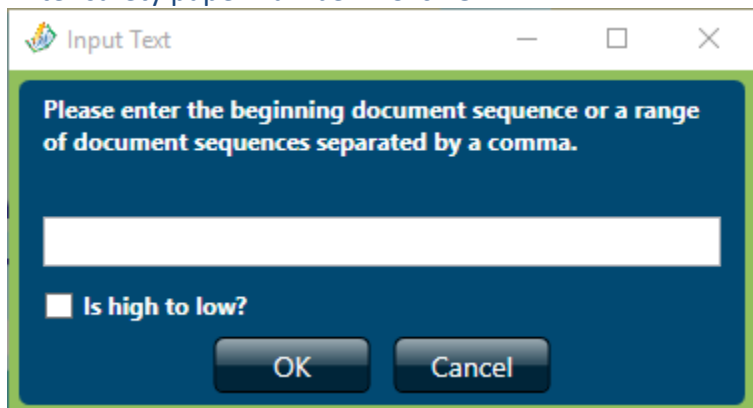 Input Text
Please enter the beginning document sequence or a range
of document sequences separated by a comma.
Is high to low?
OK Cancel